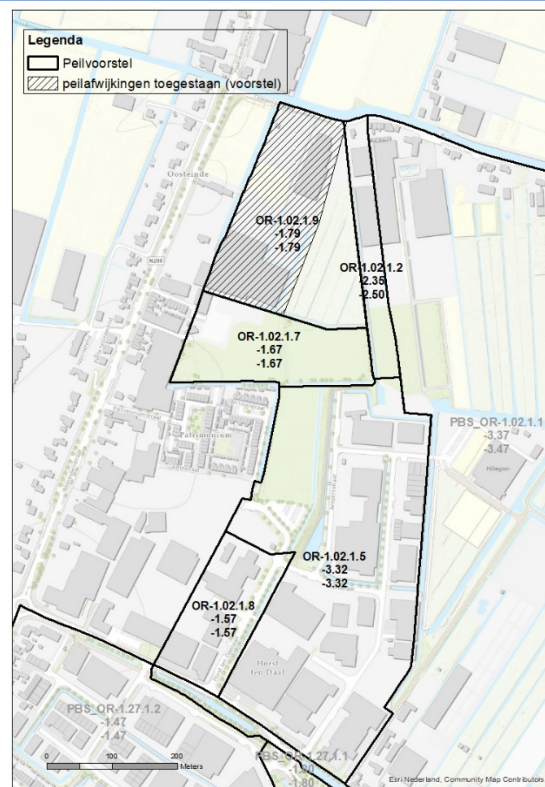 Legenda
Peilvoorstel
peilafwijkingen toegestaan (voorstel)
Oosteinde
OR-1.02.1.9
-1.79
-1.79
OR-1.02.1.2
-2.35
-2.50
OR-1.02.1.7
-1.67
-1.67
Patrimonium
PBS_OR-1.02.1.1
-3.37
-3.47
Hillegom
OR-1.02.1.5
-3.32
-3.32
OR-1.02.1.8
-1.57
-1.57
Horst
ten Daal
PBS_OR-1.27.1.2
-1.47
-1.47
PBS_OR-1.27.1.1
-1.80
-1.80
0 100 200
Meters
Esri Nederland, Community Map Contributors